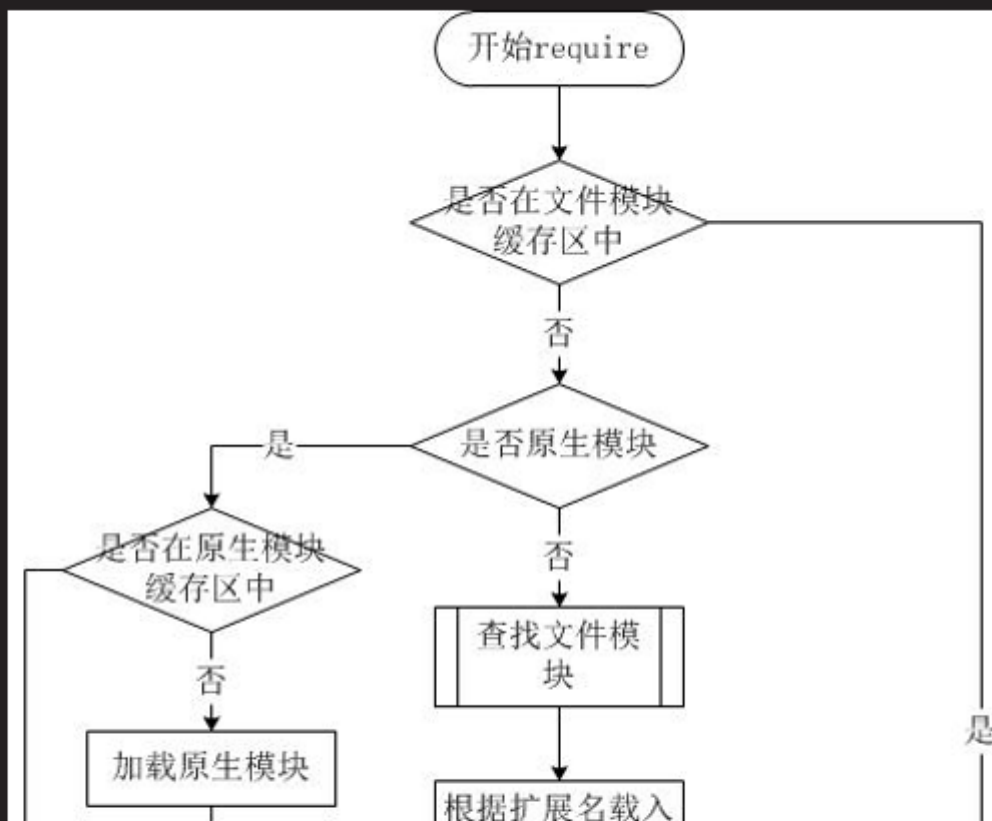 开始require
是否在文件模块
缓存区中
否
是否原生模块
是
是否在原生模块
缓存区中
否
查找文件模
块
否
加载原生模块
是
根据扩展名载入